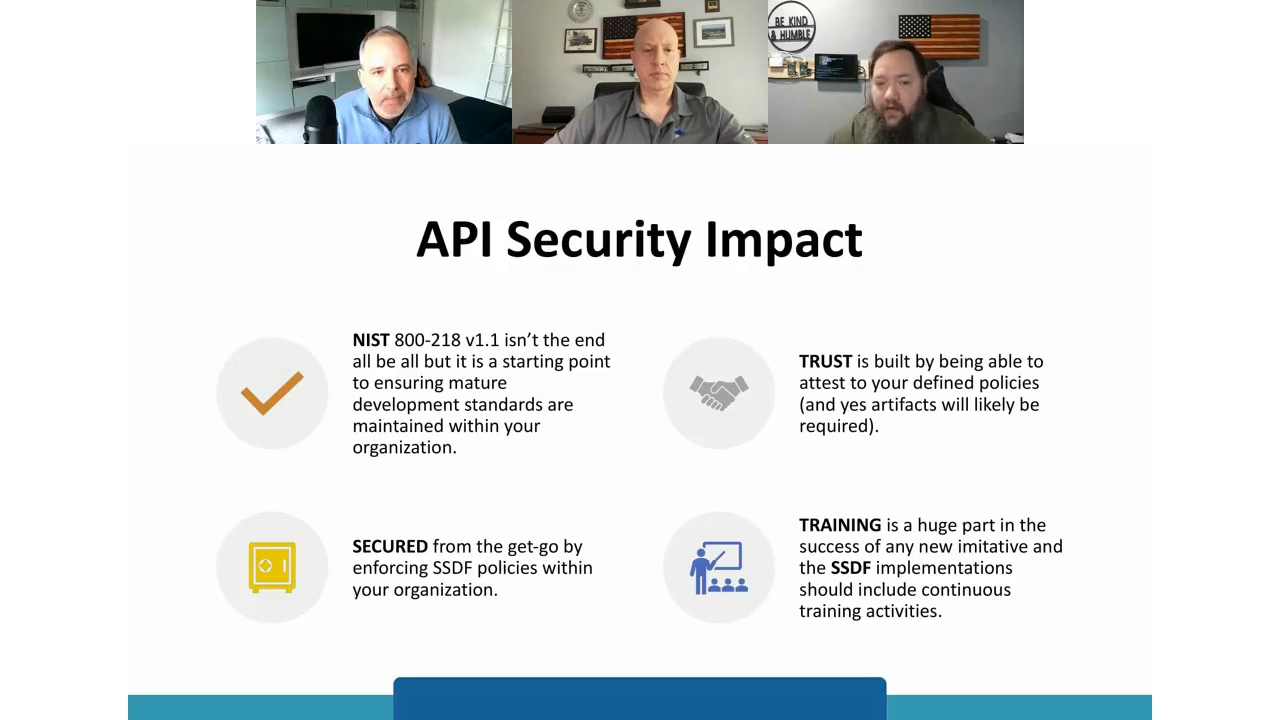 BE KIND
& HUMBLE
API Security Impact
NIST 800-218 v1.1 isn’t the end
all be all but it is a starting point
to ensuring mature
development standards are
maintained within your
organization.
TRUST is built by being able to
attest to your defined policies
(and yes artifacts will likely be
required).
SECURED from the get-go by
enforcing SSDF policies within
your organization.
TRAINING is a huge part in the
success of any new imitative and
the SSDF implementations
should include continuous
training activities.